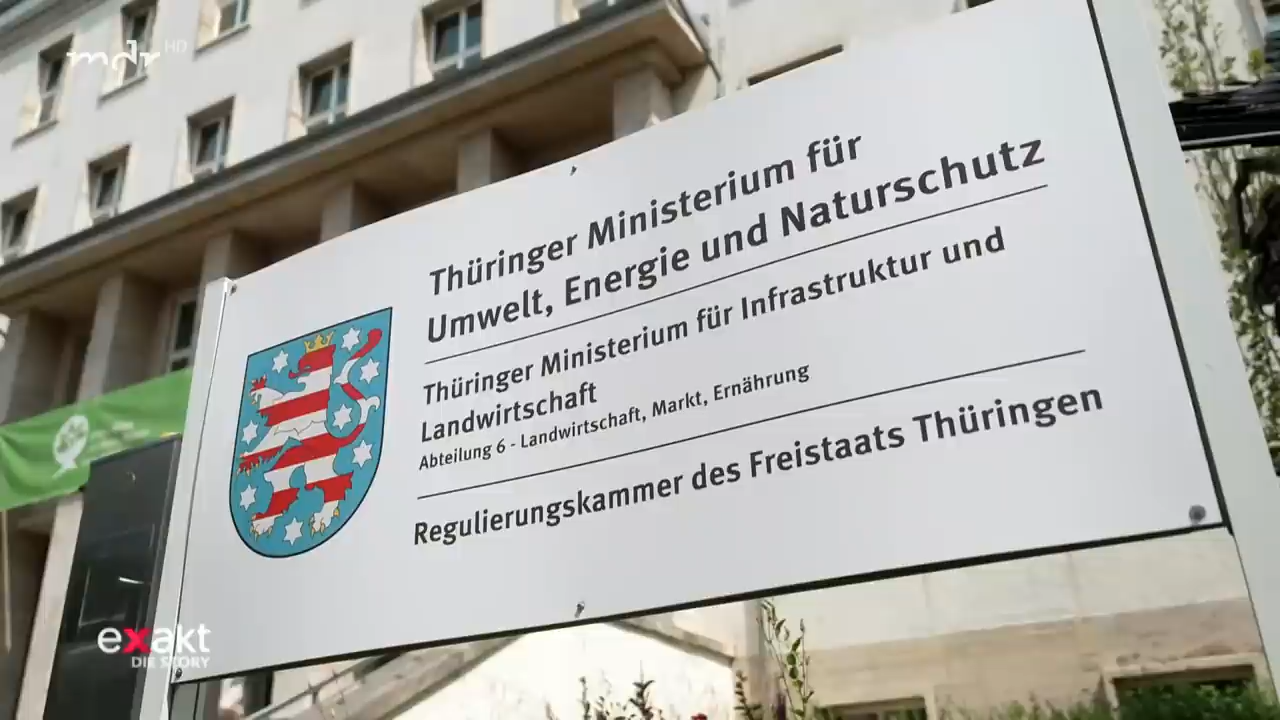 mdr HD
Thüringer Ministerium für
Umwelt, Energie und Naturschutz
Thüringer Ministerium für Infrastruktur und
Landwirtschaft
Abteilung 6 - Landwirtschaft, Markt, Ernährung
Regulierungskammer des Freistaats Thüringen
exakt
DIE STORY